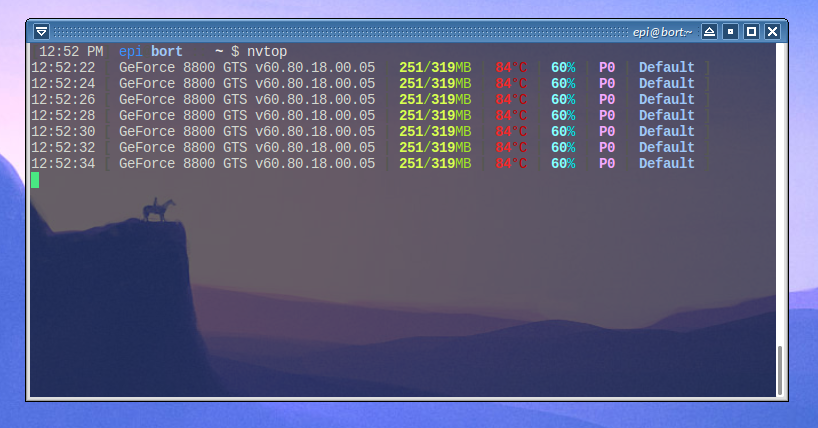 epi@bort:~
12:52 PM epi bort ~ $ nvtop
12:52:22 | GeForce 8800 GTS v60.80.18.00.05 | 251/319MB | 84°C | 60% | P0 | Default |
12:52:24 | GeForce 8800 GTS v60.80.18.00.05 | 251/319MB | 84°C | 60% | P0 | Default |
12:52:26 | GeForce 8800 GTS v60.80.18.00.05 | 251/319MB | 84°C | 60% | P0 | Default |
12:52:28 | GeForce 8800 GTS v60.80.18.00.05 | 251/319MB | 84°C | 60% | P0 | Default |
12:52:30 | GeForce 8800 GTS v60.80.18.00.05 | 251/319MB | 84°C | 60% | P0 | Default |
12:52:32 | GeForce 8800 GTS v60.80.18.00.05 | 251/319MB | 84°C | 60% | P0 | Default |
12:52:34 | GeForce 8800 GTS v60.80.18.00.05 | 251/319MB | 84°C | 60% | P0 | Default |